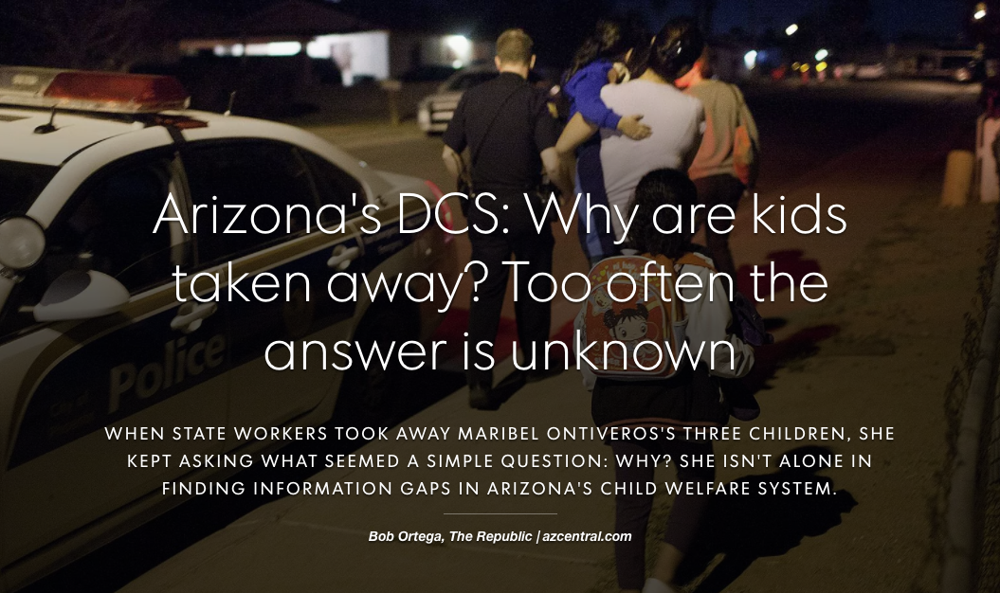 Arizona's DCS: Why are kids
taken away? Too often the
answer is unknown
Police
WHEN STATE WORKERS TOOK AWAY MARIBEL ONTIVEROS'S THREE CHILDREN, SHE
KEPT ASKING WHAT SEEMED A SIMPLE QUESTION: WHY? SHE ISN'T ALONE IN
FINDING INFORMATION GAPS IN ARIZONA'S CHILD WELFARE SYSTEM.
Bob Ortega, The Republic | azcentral.com